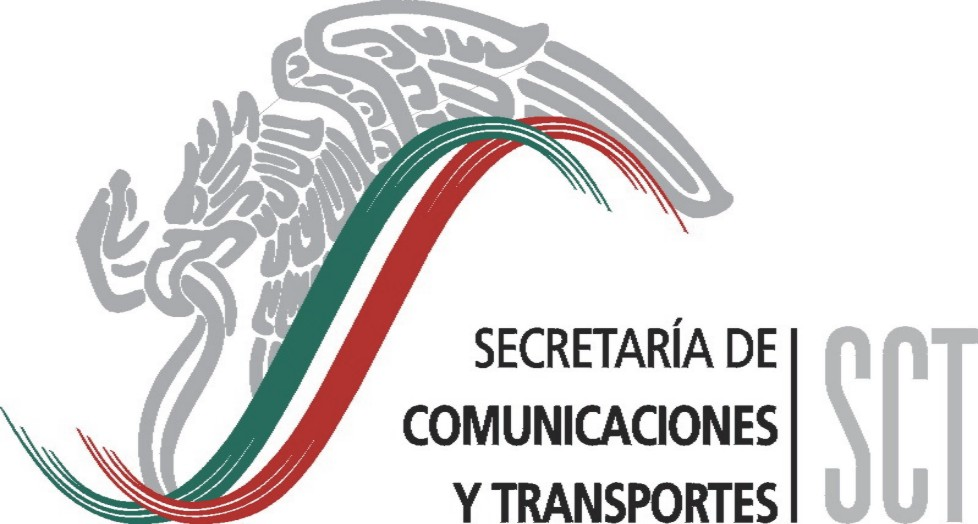 SECRETARÍA DE
COMUNICACIONES
Y TRANSPORTES
SCT